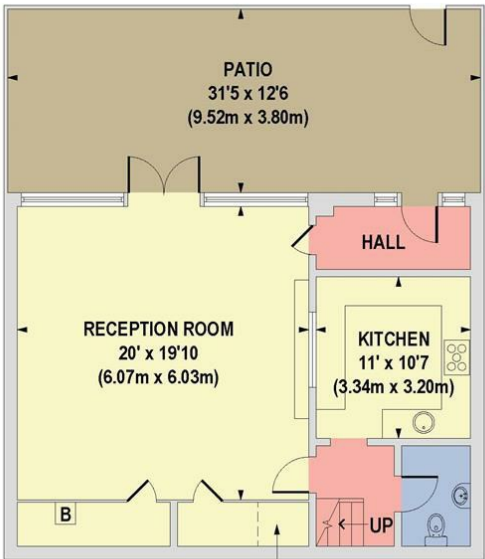 PATIO
31'5 x 12'6
(9.52m x 3.80m)
HALL
RECEPTION ROOM
20' x 19'10
(6.07m x 6.03m)
KITCHEN
11' x 10'7
(3.34m x 3.20m)
B
UP